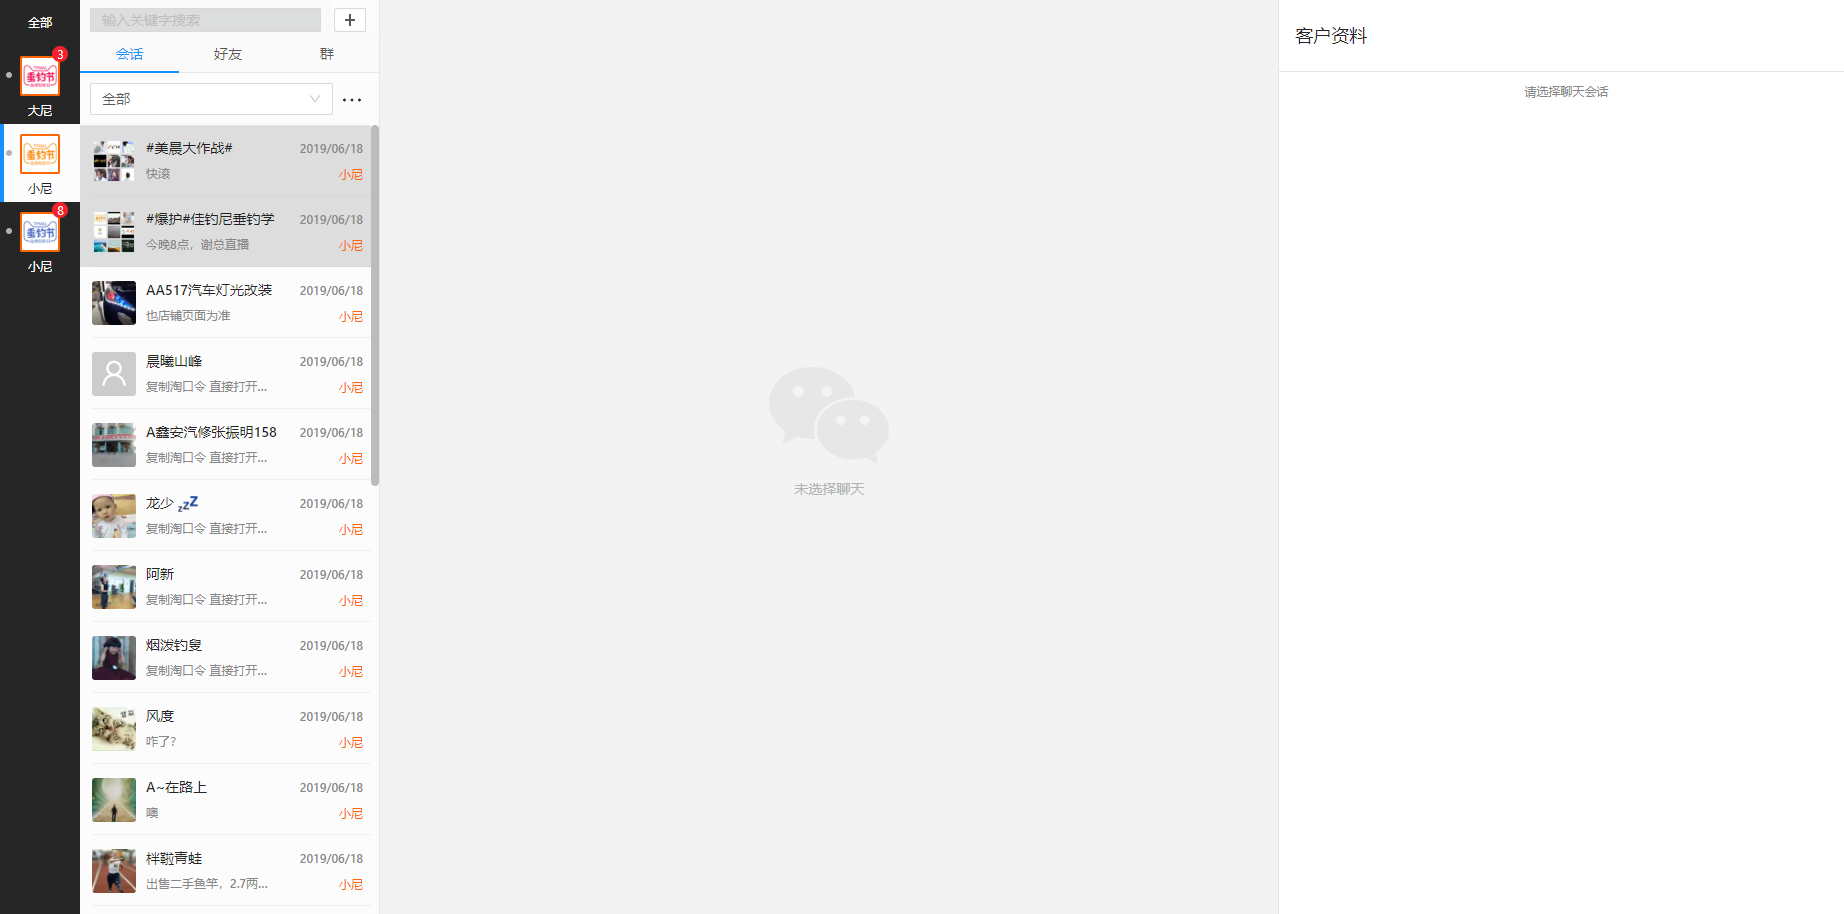 全部
3
垂钓节
大尼
垂钓节
小尼
8
垂钓节
小尼
输入关键字搜索
+
会话 好友 群
全部
#美晨大作战# 2019/06/18
快滚 小尼
#爆护#佳钓尼垂钓学 2019/06/18
今晚8点，谢总直播 小尼
AA517汽车灯光改装 2019/06/18
也店铺页面为准 小尼
晨曦山峰 2019/06/18
复制淘口令 直接打开... 小尼
A鑫安汽修张振明158 2019/06/18
复制淘口令 直接打开... 小尼
龙少 zzZ 2019/06/18
复制淘口令 直接打开... 小尼
阿新 2019/06/18
复制淘口令 直接打开... 小尼
烟泼钓叟 2019/06/18
复制淘口令 直接打开... 小尼
风度 2019/06/18
咋了? 小尼
A~在路上 2019/06/18
噢 小尼
柈鞡青蛙 2019/06/18
出售二手鱼竿，2.7两... 小尼
未选择聊天
客户资料
请选择聊天会话